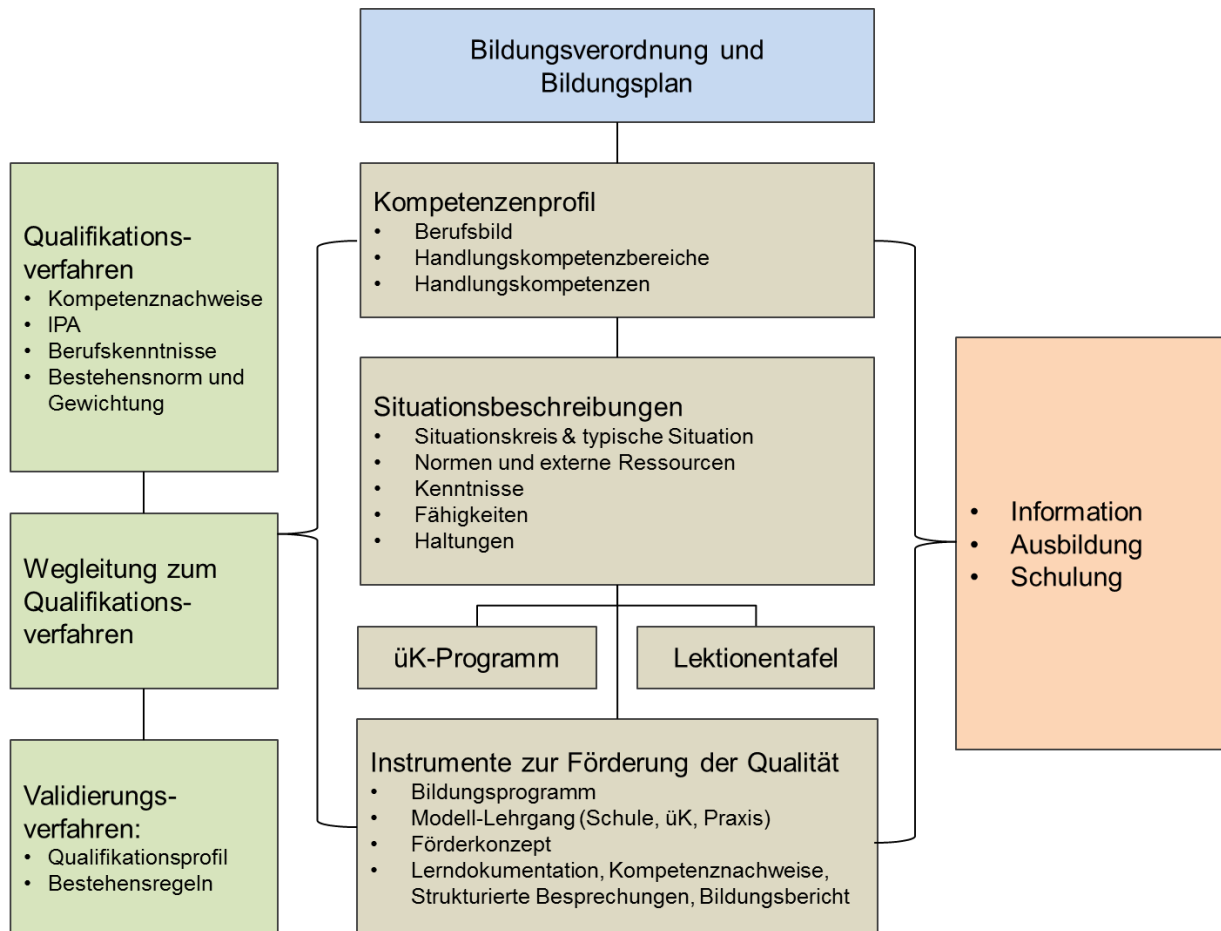 Bildungsverordnung und
Bildungsplan
Qualifikations-
verfahren
• Kompetenznachweise
• IPA
• Berufskenntnisse
• Bestehensnorm und
Gewichtung
Wegleitung zum
Qualifikations-
verfahren
Validierungs-
verfahren:
• Qualifikationsprofil
• Bestehensregeln
Kompetenzenprofil
• Berufsbild
• Handlungskompetenzbereiche
• Handlungskompetenzen
Situationsbeschreibungen
• Situationskreis & typische Situation
• Normen und externe Ressourcen
• Kenntnisse
• Fähigkeiten
• Haltungen
üK-Programm
Lektionentafel
Instrumente zur Förderung der Qualität
• Bildungsprogramm
• Modell-Lehrgang (Schule, üK, Praxis)
• Förderkonzept
• Lerndokumentation, Kompetenznachweise,
Strukturierte Besprechungen, Bildungsbericht
• Information
• Ausbildung
• Schulung